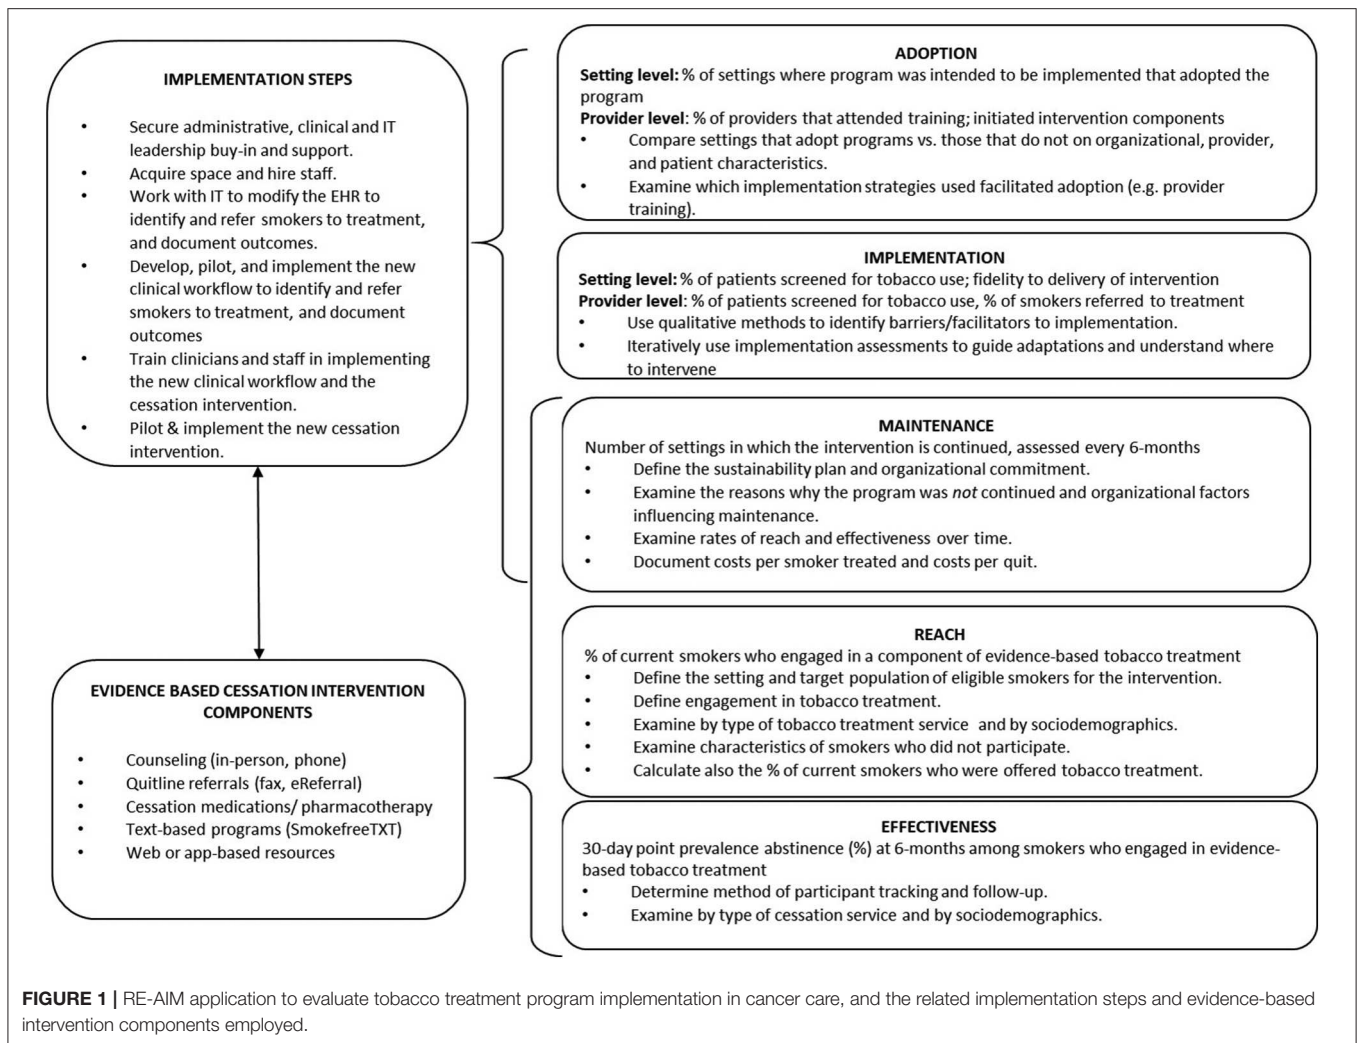 IMPLEMENTATION STEPS
• Secure administrative, clinical and IT
leadership buy-in and support.
• Acquire space and hire staff.
• Work with IT to modify the EHR to
identify and refer smokers to treatment,
and document outcomes.
• Develop, pilot, and implement the new
clinical workflow to identify and refer
smokers to treatment, and document
outcomes
• Train clinicians and staff in implementing
the new clinical workflow and the
cessation intervention.
• Pilot & implement the new cessation
intervention.
EVIDENCE BASED CESSATION INTERVENTION
COMPONENTS
• Counseling (in-person, phone)
• Quitline referrals (fax, eReferral)
• Cessation medications/ pharmacotherapy
• Text-based programs (SmokefreeTXT)
• Web or app-based resources
ADOPTION
Setting level: % of settings where program was intended to be implemented that adopted the
program
Provider level: % of providers that attended training; initiated intervention components
• Compare settings that adopt programs vs. those that do not on organizational, provider,
and patient characteristics.
• Examine which implementation strategies used facilitated adoption (e.g. provider
training).
IMPLEMENTATION
Setting level: % of patients screened for tobacco use; fidelity to delivery of intervention
Provider level: % of patients screened for tobacco use, % of smokers referred to treatment
• Use qualitative methods to identify barriers/facilitators to implementation.
• Iteratively use implementation assessments to guide adaptations and understand where
to intervene
MAINTENANCE
Number of settings in which the intervention is continued, assessed every 6-months
• Define the sustainability plan and organizational commitment.
• Examine the reasons why the program was not continued and organizational factors
influencing maintenance.
• Examine rates of reach and effectiveness over time.
• Document costs per smoker treated and costs per quit.
REACH
% of current smokers who engaged in a component of evidence-based tobacco treatment
• Define the setting and target population of eligible smokers for the intervention.
• Define engagement in tobacco treatment.
• Examine by type of tobacco treatment service and by sociodemographics.
• Examine characteristics of smokers who did not participate.
• Calculate also the % of current smokers who were offered tobacco treatment.
EFFECTIVENESS
30-day point prevalence abstinence (%) at 6-months among smokers who engaged in evidence-
based tobacco treatment
• Determine method of participant tracking and follow-up.
• Examine by type of cessation service and by sociodemographics.
FIGURE 1 | RE-AIM application to evaluate tobacco treatment program implementation in cancer care, and the related implementation steps and evidence-based
intervention components employed.